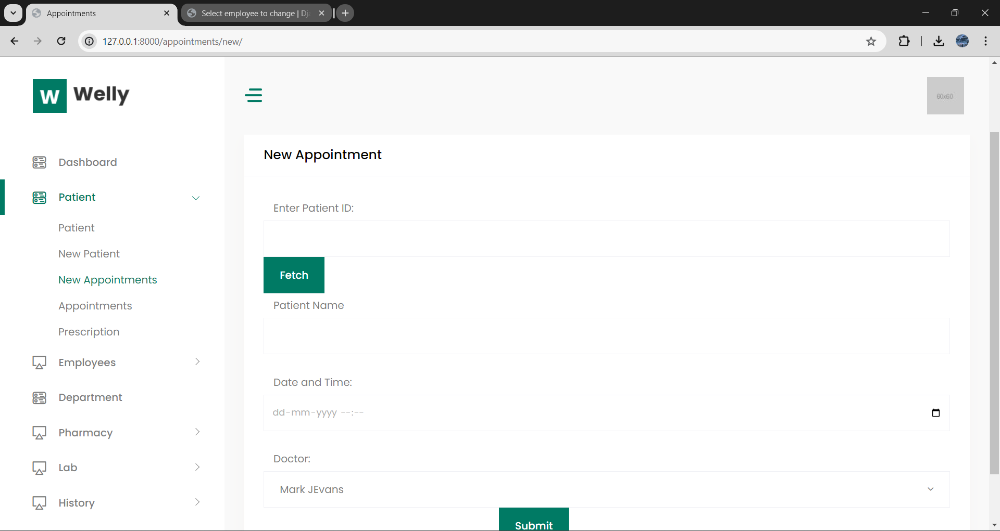 Appointments
Select employee to change | Dj
127.0.0.1:8000/appointments/new/
W Welly
60x60
New Appointment
Dashboard
Patient
Patient
New Patient
New Appointments
Appointments
Prescription
Employees
Department
Pharmacy
Lab
History
Enter Patient ID:
Fetch
Patient Name
Date and Time:
dd-mm-yyyy --:--
Doctor:
Mark JEvans
Submit